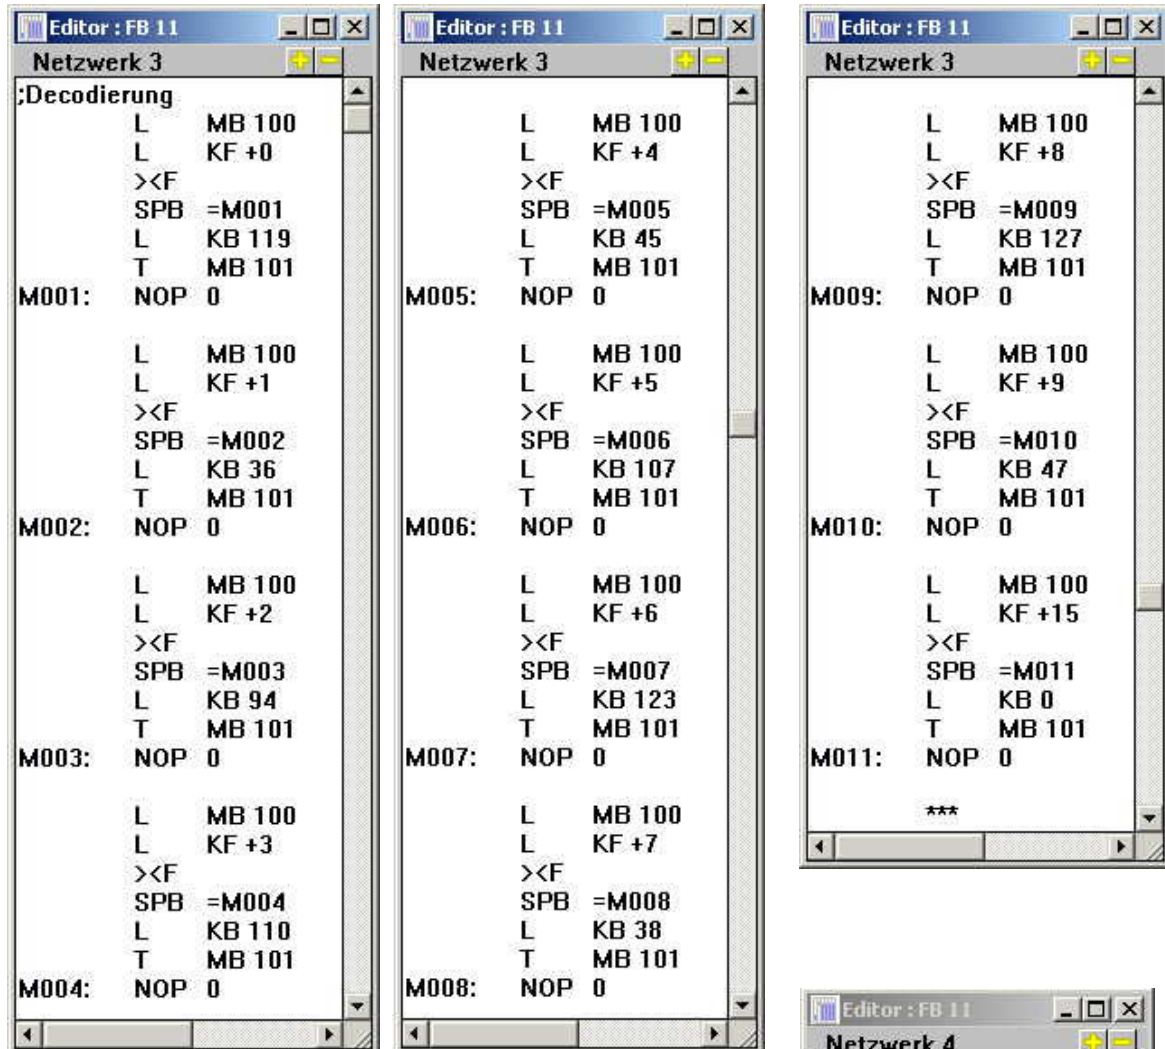 Editor : FB 11
Netzwerk 3
;Decodierung
L MB 100
L KF +0
><F
SPB =M001
L KB 119
T MB 101
M001: NOP 0
L MB 100
L KF +1
><F
SPB =M002
L KB 36
T MB 101
M002: NOP 0
L MB 100
L KF +2
><F
SPB =M003
L KB 94
T MB 101
M003: NOP 0
L MB 100
L KF +3
><F
SPB =M004
L KB 110
T MB 101
M004: NOP 0
Editor : FB 11
Netzwerk 3
L MB 100
L KF +4
><F
SPB =M005
L KB 45
T MB 101
M005: NOP 0
L MB 100
L KF +5
><F
SPB =M006
L KB 107
T MB 101
M006: NOP 0
L MB 100
L KF +6
><F
SPB =M007
L KB 123
T MB 101
M007: NOP 0
L MB 100
L KF +7
><F
SPB =M008
L KB 38
T MB 101
M008: NOP 0
Editor : FB 11
Netzwerk 3
L MB 100
L KF +8
><F
SPB =M009
L KB 127
T MB 101
M009: NOP 0
L MB 100
L KF +9
><F
SPB =M010
L KB 47
T MB 101
M010: NOP 0
L MB 100
L KF +15
><F
SPB =M011
L KB 0
T MB 101
M011: NOP 0
***
Editor : FB 11
Netzwerk 4